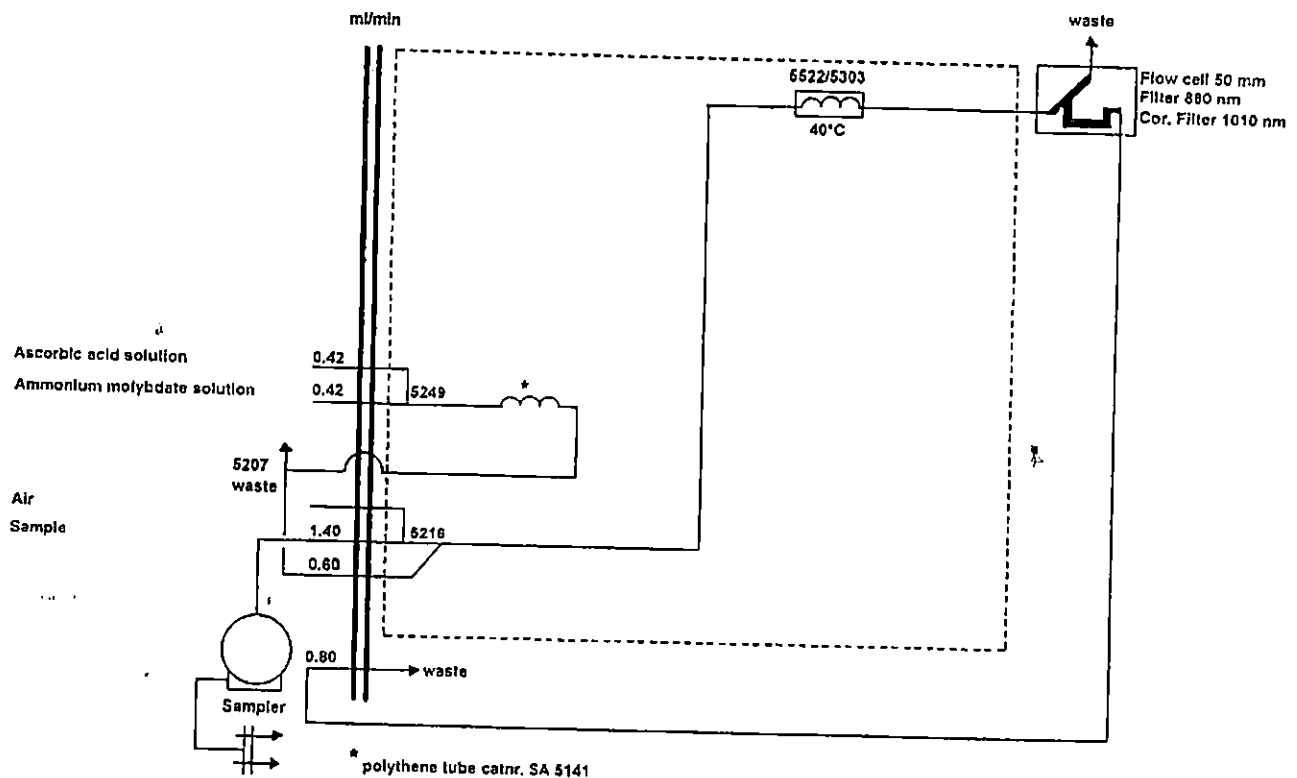 ml/min
waste
6522/5303
40°C
Flow cell 50 mm
Filter 880 nm
Cor. Filter 1010 nm
Ascorbic acid solution
0.42
Ammonium molybdate solution
0.42
5249
*
5207
waste
Air
Sample
1.40
5216
0.60
0.80
waste
Sampler
* polythene tube catnr. SA 5141